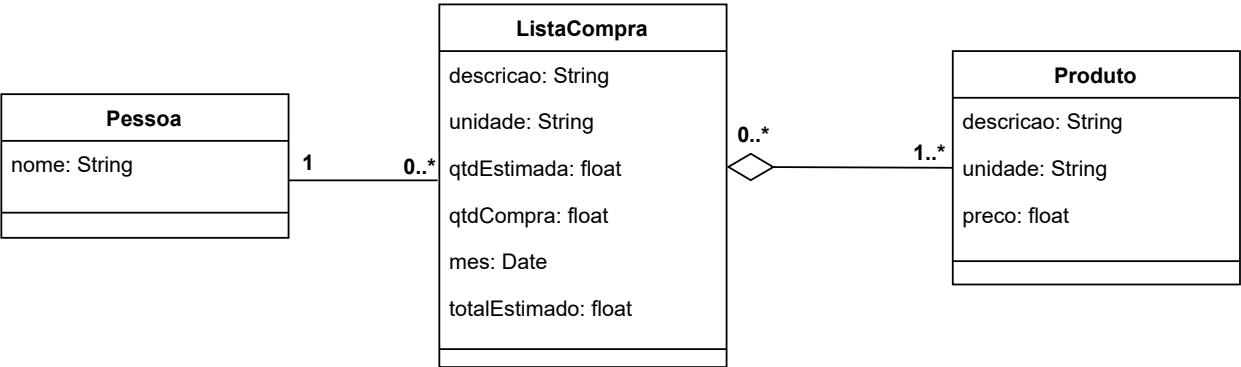 Pessoa
nome: String
1
0..*
ListaCompra
descricao: String
unidade: String
qtdEstimada: float
qtdCompra: float
mes: Date
totalEstimado: float
0..*
1..*
Produto
descricao: String
unidade: String
preco: float